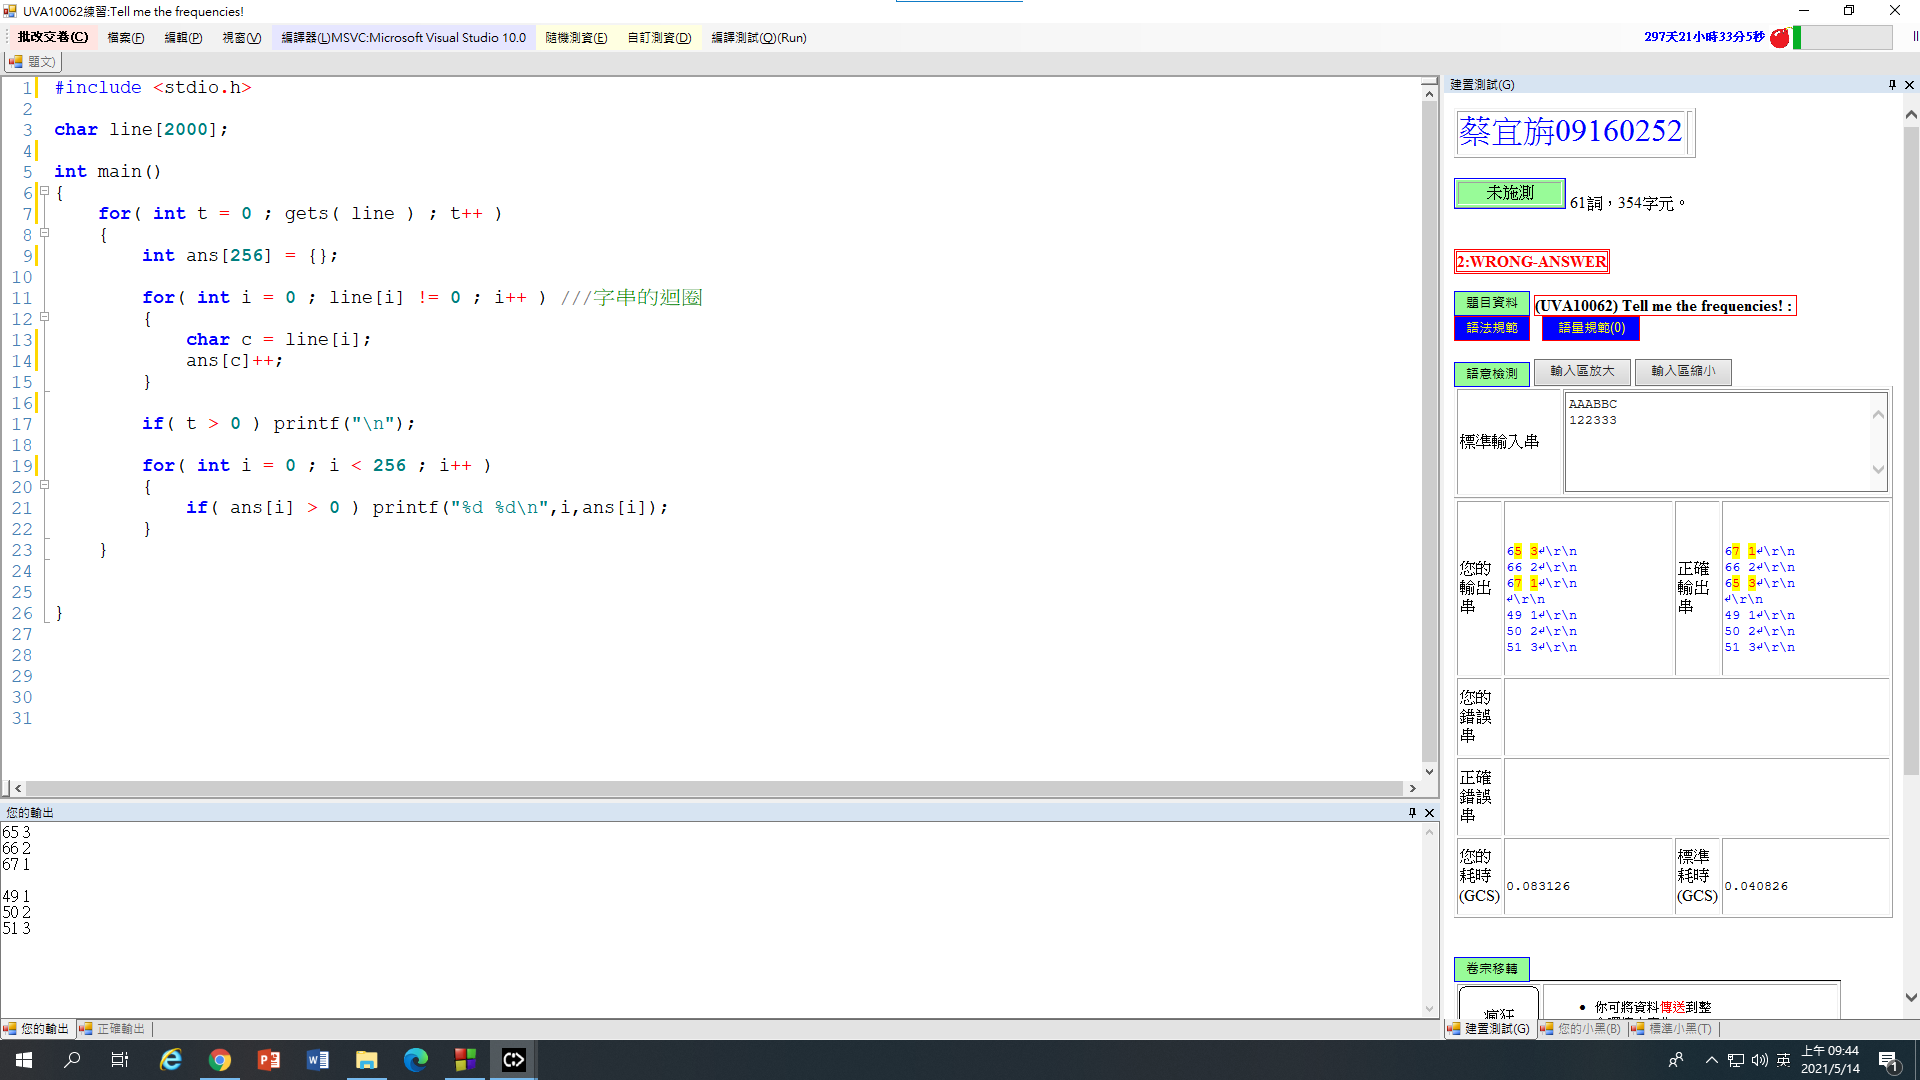 UVA10062練習:Tell me the frequencies!
批改交卷(C) 檔案(F) 編輯(P) 視窗(V) 編譯器(L)MSVC:Microsoft Visual Studio 10.0 隨機測資(E) 自訂測資(D) 編譯測試(Q)(Run)
297天21小時33分5秒
題文)
1 #include <stdio.h>
2
3 char line[2000];
4
5 int main()
6 {
7 for( int t = 0 ; gets( line ) ; t++ )
8 {
9 int ans[256] = {};
10
11 for( int i = 0 ; line[i] != 0 ; i++ ) ///字串的迴圈
12 {
13 char c = line[i];
14 ans[c]++;
15 }
16
17 if( t > 0 ) printf("\n");
18
19 for( int i = 0 ; i < 256 ; i++ )
20 {
21 if( ans[i] > 0 ) printf("%d %d\n",i,ans[i]);
22 }
23 }
24
25
26 }
27
28
29
30
31
您的輸出
65 3
66 2
67 1

49 1
50 2
51 3
您的輸出 正確輸出
建置測試(G)
蔡宜旃09160252
未施測 61詞，354字元。
2:WRONG-ANSWER
題目資料 (UVA10062) Tell me the frequencies! :
語法規範 語量規範(0)
語意檢測 輸入區放大 輸入區縮小
標準輸入串
AAABBC
122333
您的輸出串
65 3↲\r\n
66 2↲\r\n
67 1↲\r\n
↲\r\n
49 1↲\r\n
50 2↲\r\n
51 3↲\r\n
正確輸出串
67 1↲\r\n
66 2↲\r\n
65 3↲\r\n
↲\r\n
49 1↲\r\n
50 2↲\r\n
51 3↲\r\n
您的錯誤串
正確錯誤串
您的耗時(GCS) 0.083126
標準耗時(GCS) 0.040826
卷宗移轉
瘋狂
• 你可將資料傳送到整
建置測試(G) 您的小黑(B) 標準小黑(T)
英
上午 09:44
2021/5/14
1